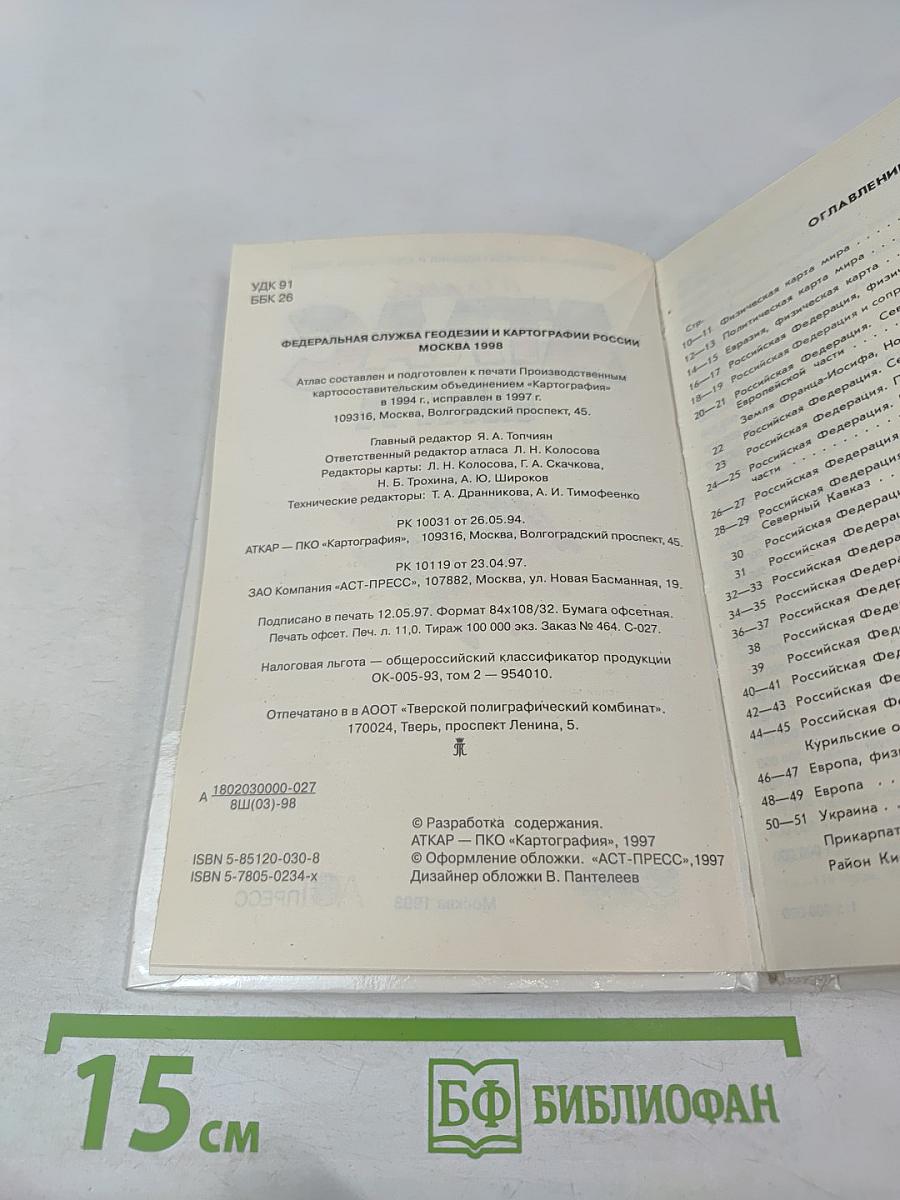 УДК 91
ББК 26
ФЕДЕРАЛЬНАЯ СЛУЖБА ГЕОДЕЗИИ И КАРТОГРАФИИ РОССИИ
МОСКВА 1998
Атлас составлен и подготовлен к печати Производственным
картосоставительским объединением «Картография»
в 1994 г., исправлен в 1997 г.
109316, Москва, Волгоградский проспект, 45.
Главный редактор Я. А. Топчиян
Ответственный редактор атласа Л. Н. Колосова
Редакторы карты: Л. Н. Колосова, Г. А. Скачкова,
Н. Б. Трохина, А. Ю. Широков
Технические редакторы: Т. А. Дранникова, А. И. Тимофеенко
РК 10031 от 26.05.94.
АТКАР — ПКО «Картография», 109316, Москва, Волгоградский проспект, 45.
РК 10119 от 23.04.97.
ЗАО Компания «АСТ-ПРЕСС», 107882, Москва, ул. Новая Басманная, 19.
Подписано в печать 12.05.97. Формат 84x108/32. Бумага офсетная.
Печать офсет. Печ. л. 11,0. Тираж 100 000 экз. Заказ № 464. С-027.
Налоговая льгота — общероссийский классификатор продукции
ОК-005-93, том 2 — 954010.
Отпечатано в в АООТ «Тверской полиграфический комбинат».
170024, Тверь, проспект Ленина, 5.
А 1802030000-027
8Ш(03)-98
ISBN 5-85120-030-8
ISBN 5-7805-0234-x
© Разработка содержания.
АТКАР — ПКО «Картография», 1997
© Оформление обложки. «АСТ-ПРЕСС»,1997
Дизайнер обложки В. Пантелеев
ОГЛАВЛЕНИ
Стр.
10—11 Физическая карта мира . . . .
12—13 Политическая карта мира . . .
14—15 Евразия, физическая карта . .
16—17 Российская Федерация, физи
18—19 Российская Федерация и сопр
20—21 Российская Федерация. Сев
Европейской части . . . .
Земля Франца-Иосифа, Но
22 Российская Федерация. Се
23 Российская Федерация. П
24—25 Российская Федерация.
части . . . . . . . .
26—27 Российская Федерация
28—29 Российская Федерация
Северный Кавказ . .
30 Российская Федераци
31 Российская Федерац
32—33 Российская Федера
34—35 Российская Федера
36—37 Российская Федер
38 Российская Феде
39 Российская Фед
40—41 Российская Фед
42—43 Российская Фе
44—45 Российская Фе
Курильские о
46—47 Европа, физ
48—49 Европа . .
50—51 Украина . .
Прикарпат
Район Ки
15 см
БФ БИБЛИОФАН